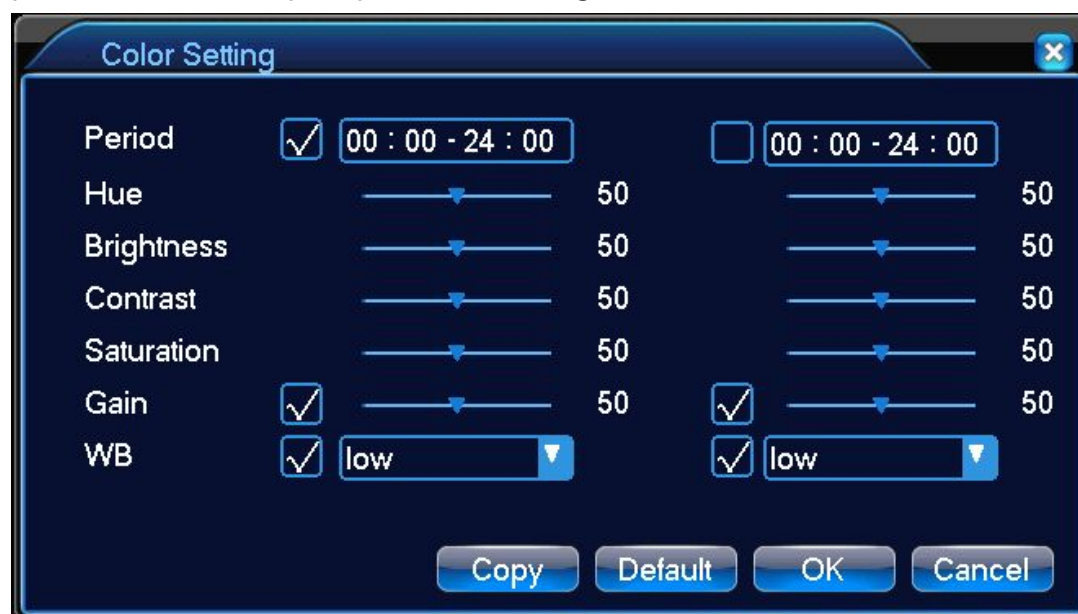 Color Setting
Period 00 : 00 - 24 : 00 00 : 00 - 24 : 00
Hue 50 50
Brightness 50 50
Contrast 50 50
Saturation 50 50
Gain 50 50
WB low low
Copy Default OK Cancel